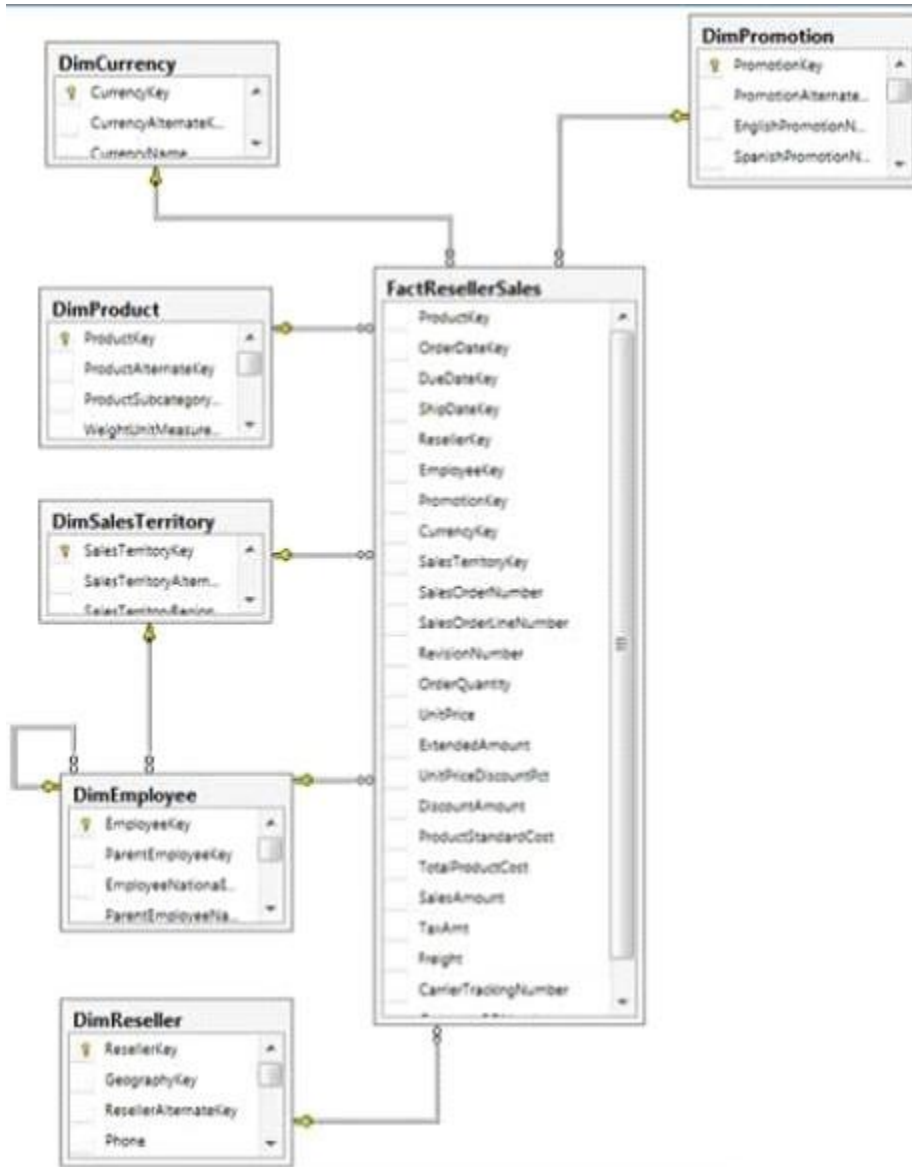 DimCurrency
CurrencyKey
CurrencyAlternateK...
CurrencyName
DimPromotion
PromotionKey
PromotionAlternate...
EnglishPromotionN...
SpanishPromotionN...
DimProduct
ProductKey
ProductAlternateKey
ProductSubcategory...
WeightUnitMeasure...
FactResellerSales
ProductKey
OrderDateKey
DueDateKey
ShipDateKey
ResellerKey
EmployeeKey
PromotionKey
CurrencyKey
SalesTerritoryKey
SalesOrderNumber
SalesOrderLineNumber
RevisionNumber
OrderQuantity
UnitPrice
ExtendedAmount
UnitPriceDiscountPct
DiscountAmount
ProductStandardCost
TotalProductCost
SalesAmount
TaxAmt
Freight
CarrierTrackingNumber
DimSalesTerritory
SalesTerritoryKey
SalesTerritoryAltern...
SalesTerritoryRegion
DimEmployee
EmployeeKey
ParentEmployeeKey
EmployeeNationalI...
ParentEmployeeNa...
DimReseller
ResellerKey
GeographyKey
ResellerAlternateKey
Phone